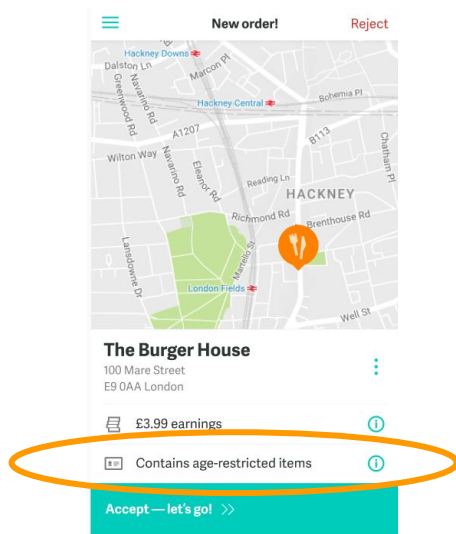 New order!
Reject
Hackney Downs
Dalston Ln
Marcon Pl
Greenwood Rd
Navarino Rd
Hackney Central
Bohemia Pl
A1207
B113
Chatham Pl
Wilton Way
Navarino Rd
Eleanor Rd
Reading Ln
HACKNEY
Richmond Rd
Brenthouse Rd
Lansdowne Dr
Martello St
London Fields
Well St
The Burger House
100 Mare Street
E9 0AA London
£3.99 earnings
Contains age-restricted items
Accept — let's go! >>